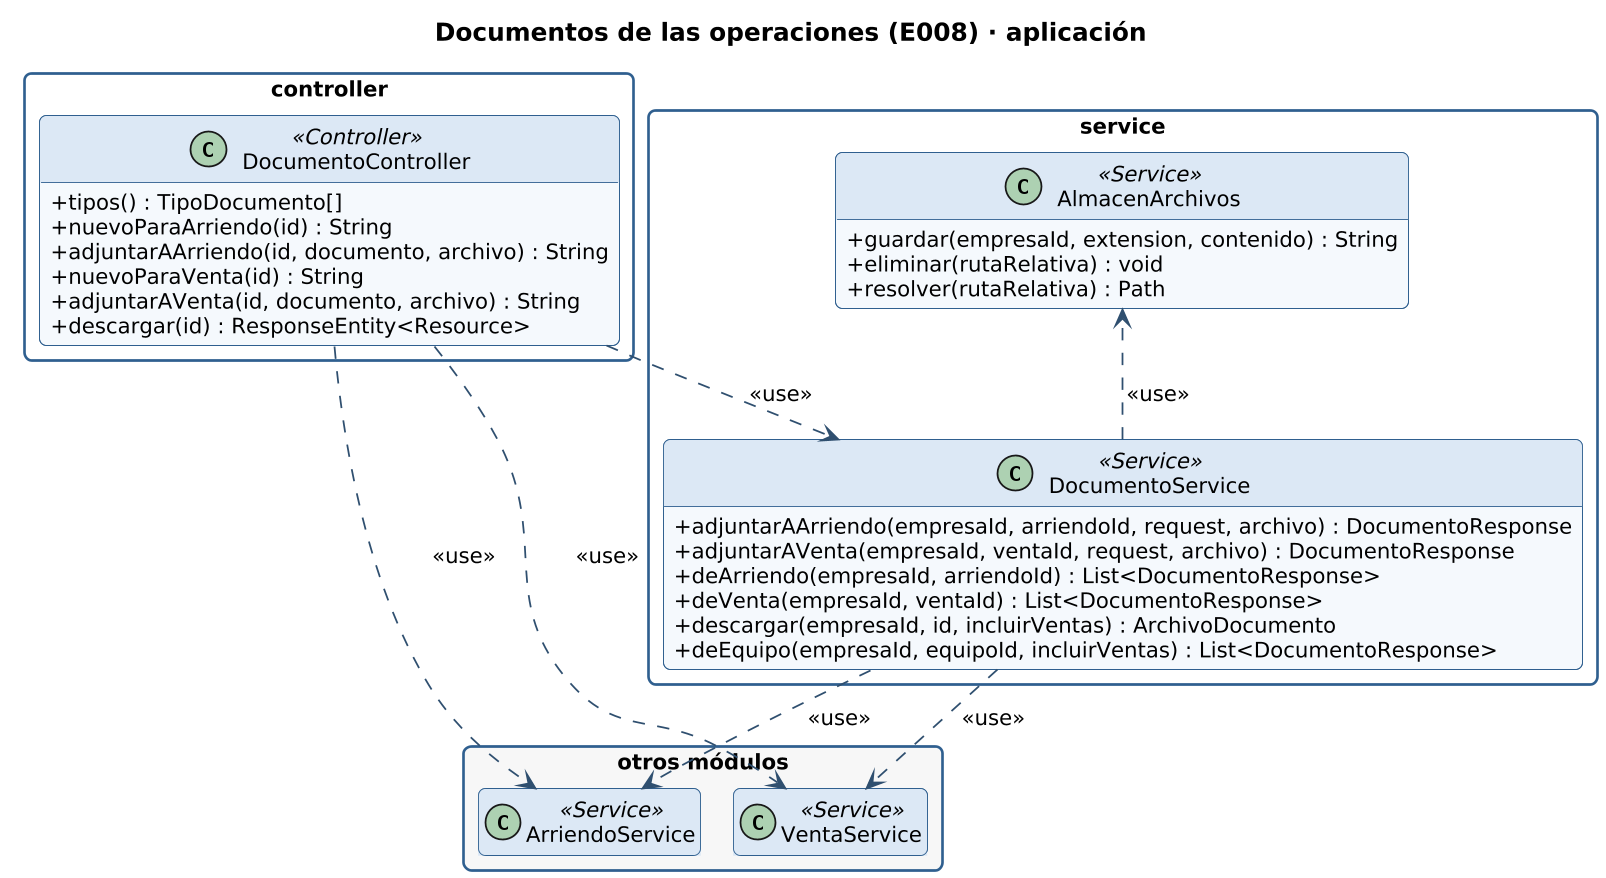 Documentos de las operaciones (E008) · aplicación
controller
C
«Controller»
DocumentoController
+tipos() : TipoDocumento[]
+nuevoParaArriendo(id) : String
+adjuntarAArriendo(id, documento, archivo) : String
+nuevoParaVenta(id) : String
+adjuntarAVenta(id, documento, archivo) : String
+descargar(id) : ResponseEntity<Resource>
service
C
«Service»
AlmacenArchivos
+guardar(empresaId, extension, contenido) : String
+eliminar(rutaRelativa) : void
+resolver(rutaRelativa) : Path
«use»
«use»
C
«Service»
DocumentoService
+adjuntarAArriendo(empresaId, arriendoId, request, archivo) : DocumentoResponse
+adjuntarAVenta(empresaId, ventaId, request, archivo) : DocumentoResponse
+deArriendo(empresaId, arriendoId) : List<DocumentoResponse>
+deVenta(empresaId, ventaId) : List<DocumentoResponse>
+descargar(empresaId, id, incluirVentas) : ArchivoDocumento
+deEquipo(empresaId, equipoId, incluirVentas) : List<DocumentoResponse>
«use»
«use»
«use»
«use»
otros módulos
C
«Service»
ArriendoService
C
«Service»
VentaService